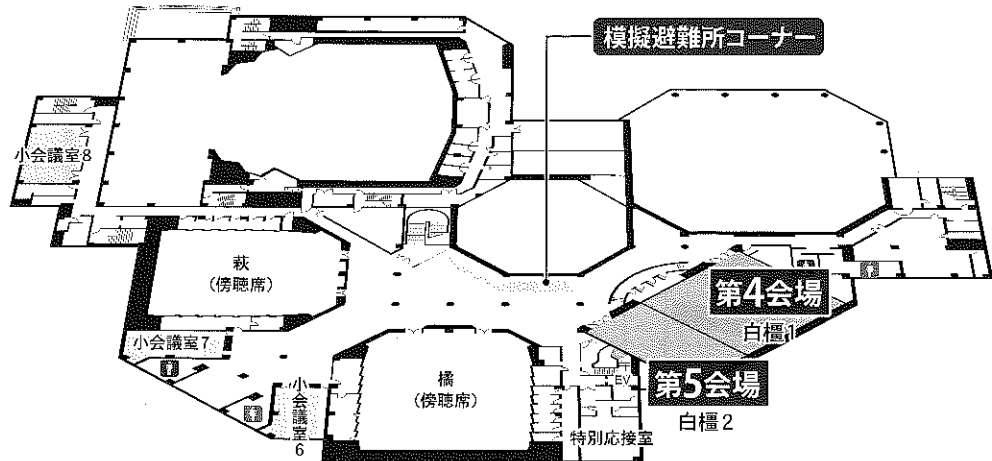 模擬避難所コーナー
小会議室8
萩
(傍聴席)
第4会場
白橿1
小会議室7
第5会場
白橿2
EV
橘
(傍聴席)
小会議室6
特別応接室